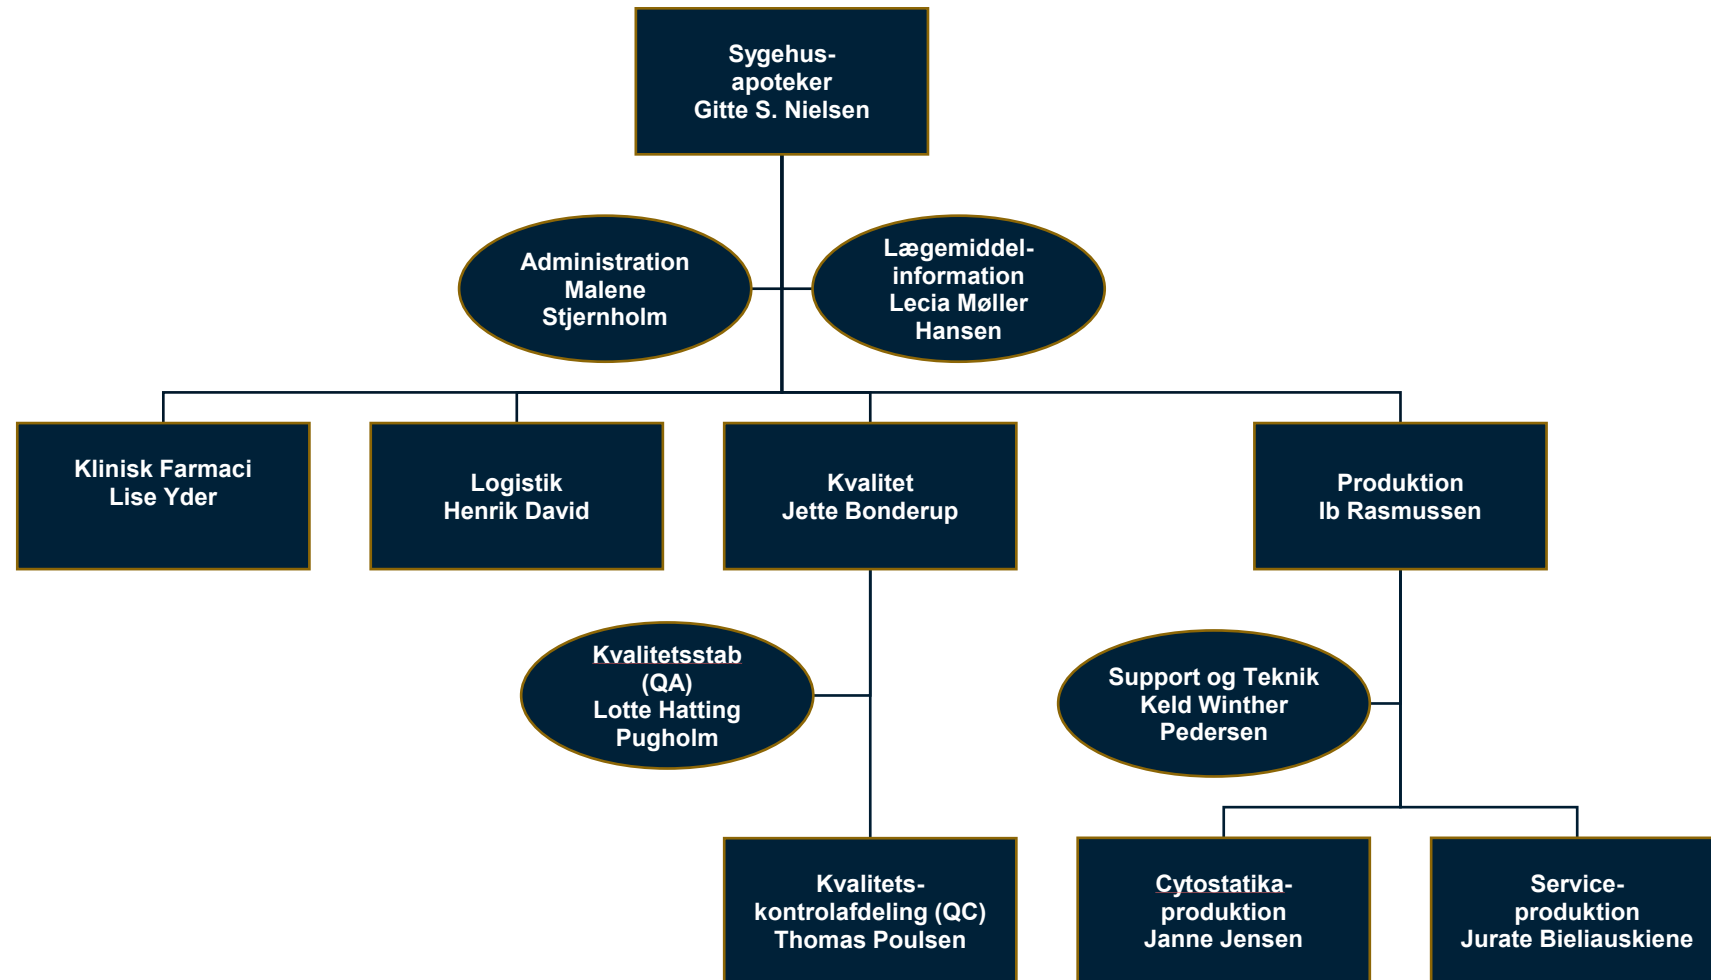 Sygehus-
apoteker
Gitte S. Nielsen
Administration
Malene
Stjernholm
Lægemiddel-
information
Lecia Møller
Hansen
Klinisk Farmaci
Lise Yder
Logistik
Henrik David
Kvalitet
Jette Bonderup
Produktion
Ib Rasmussen
Kvalitetsstab
(QA)
Lotte Hatting
Pugholm
Support og Teknik
Keld Winther
Pedersen
Kvalitets-
kontrolafdeling (QC)
Thomas Poulsen
Cytostatika-
produktion
Janne Jensen
Service-
produktion
Jurate Bieliauskiene